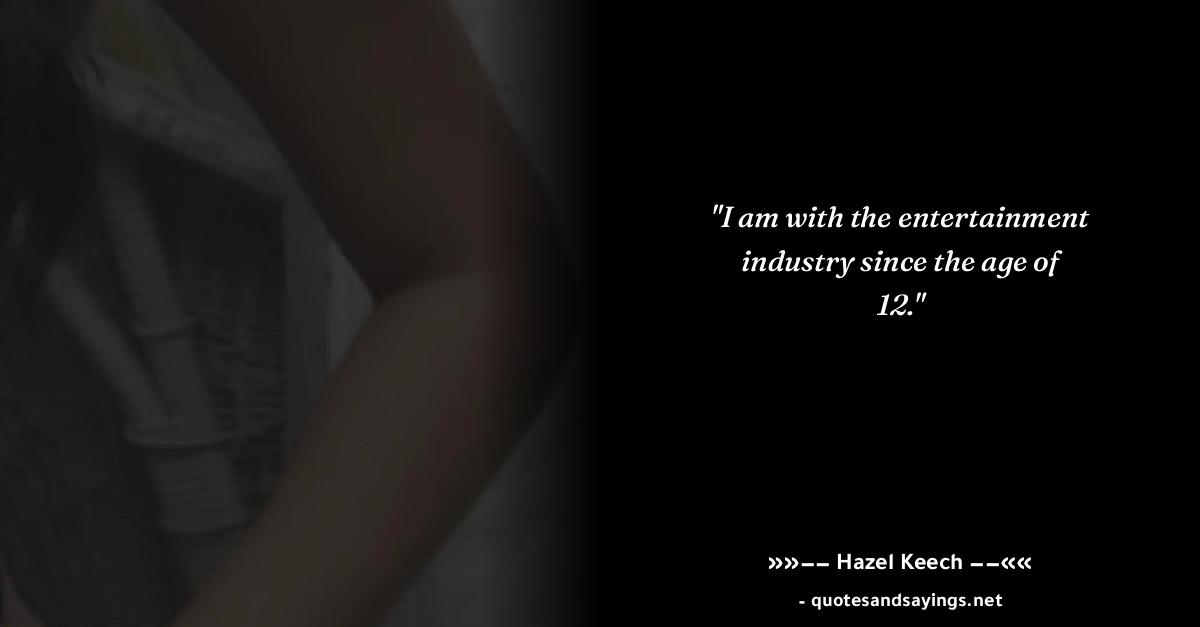 "I am with the entertainment
industry since the age of
12."
»»–– Hazel Keech ––««
- quotesandsayings.net